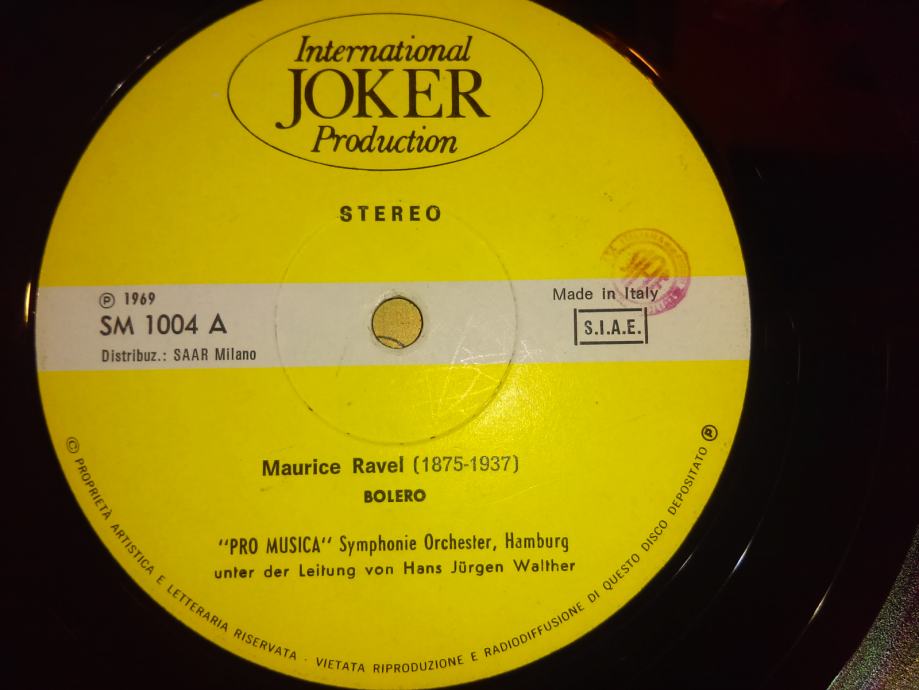 International
JOKER
Production
STEREO
℗ 1969
SM 1004 A
Distribuz.: SAAR Milano
Made in Italy
S.I.A.E.
Maurice Ravel (1875-1937)
BOLERO
“PRO MUSICA“ Symphonie Orchester, Hamburg
unter der Leitung von Hans Jürgen Walther
© PROPRIETÀ ARTISTICA E LETTERARIA RISERVATA · VIETATA RIPRODUZIONE E RADIODIFFUSIONE DI QUESTO DISCO DEPOSITATO ℗